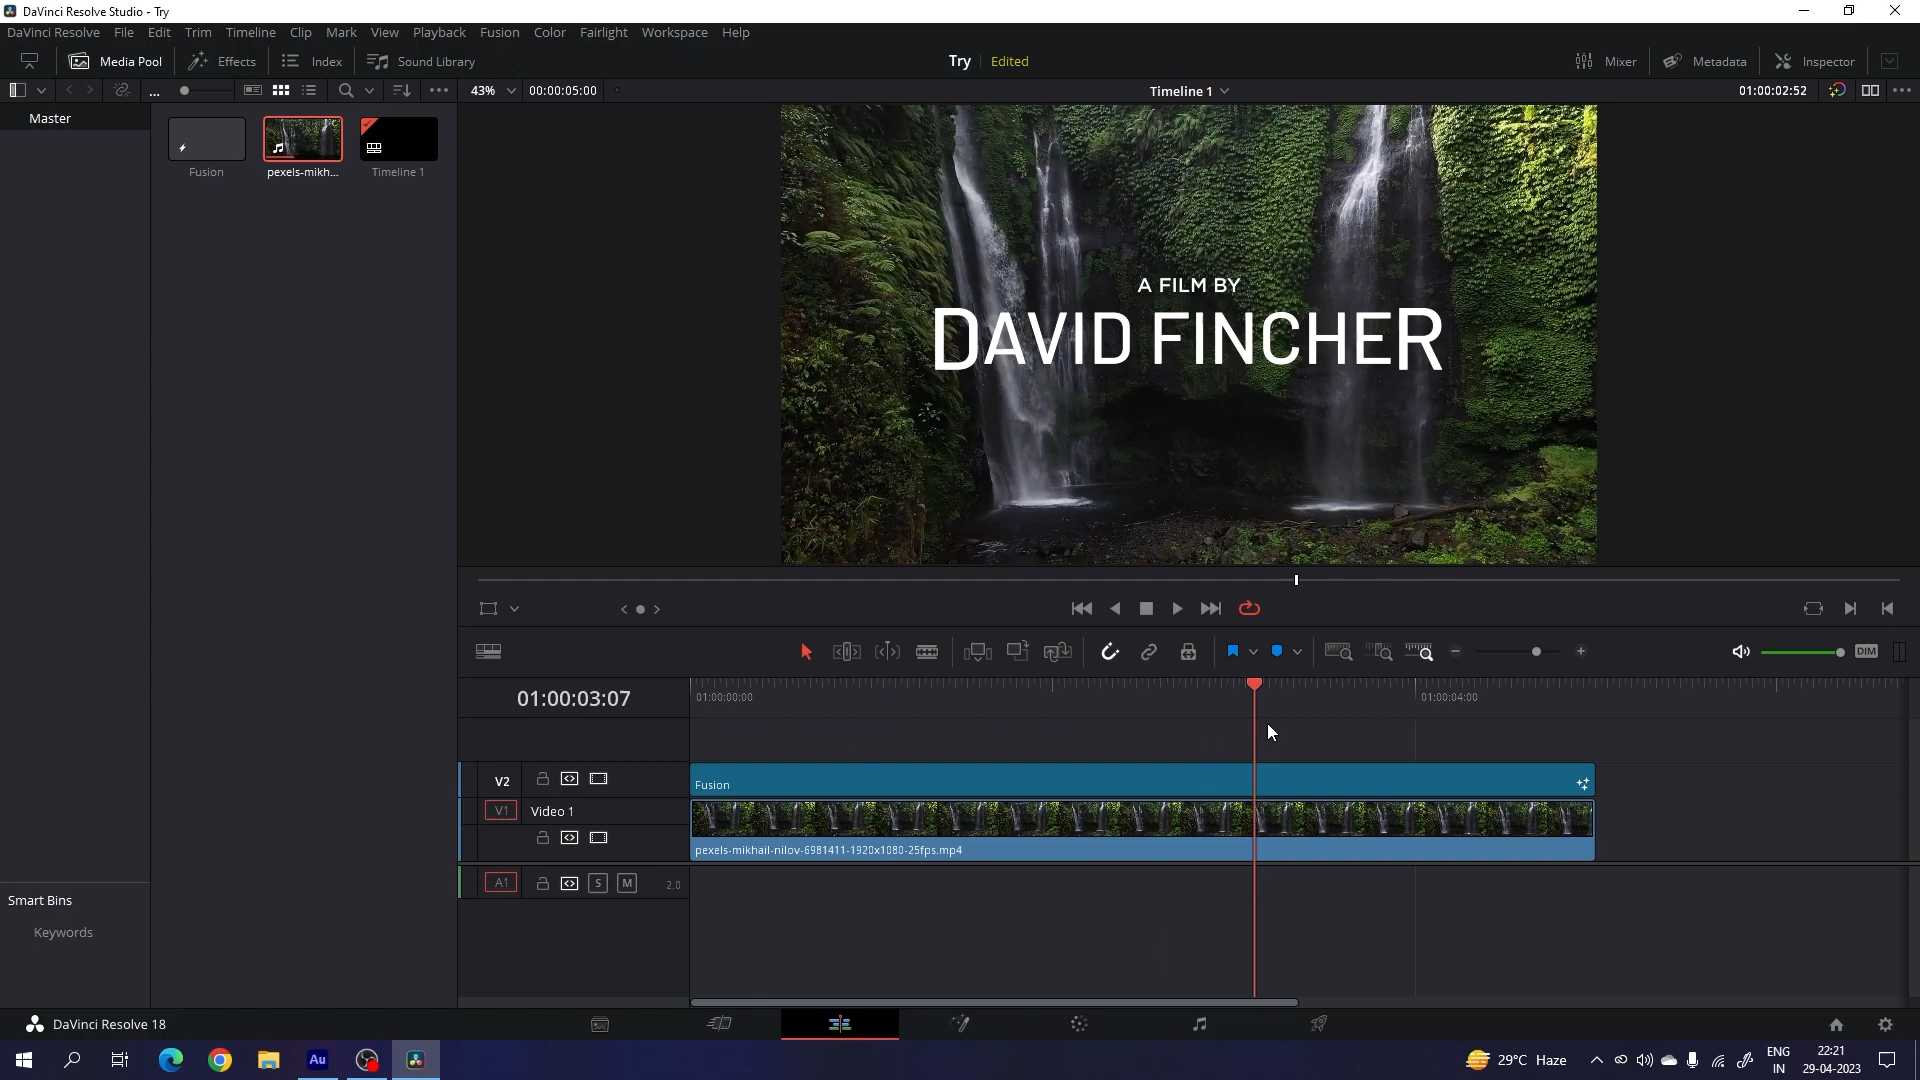 DaVinci Resolve Studio - Try
DaVinci Resolve File Edit Trim Timeline Clip Mark View Playback Fusion Color Fairlight Workspace Help
Media Pool Effects Index Sound Library Try Edited Mixer Metadata Inspector
... 43% 00:00:05:00 Timeline 1 01:00:02:52
Master
Fusion pexels-mikh... Timeline 1
A FILM BY
DAVID FINCHER
DIM
01:00:03:07 01:00:00:00 01:00:04:00
V2 Fusion
V1 Video 1
pexels-mikhail-nilov-6981411-1920x1080-25fps.mp4
A1 S M 2.0
Smart Bins
Keywords
DaVinci Resolve 18
Au 29°C Haze ENG 22:21
IN 29-04-2023